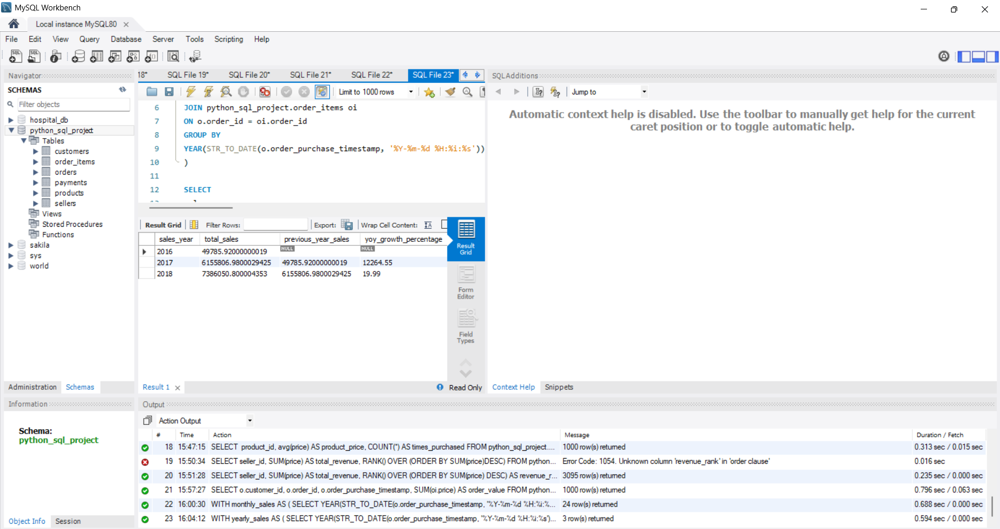 MySQL Workbench
Local instance MySQL80
File Edit View Query Database Server Tools Scripting Help
Navigator
SCHEMAS
Filter objects
hospital_db
python_sql_project
Tables
customers
order_items
orders
payments
products
sellers
Views
Stored Procedures
Functions
sakila
sys
world
Administration Schemas
Information
Schema:
python_sql_project
Object Info Session
18* SQL File 19* SQL File 20* SQL File 21* SQL File 22* SQL File 23*
Limit to 1000 rows
6 JOIN python_sql_project.order_items oi
7 ON o.order_id = oi.order_id
8 GROUP BY
9 YEAR(STR_TO_DATE(o.order_purchase_timestamp, '%Y-%m-%d %H:%i:%s'))
10 )
11
12 SELECT
Result Grid Filter Rows: Export: Wrap Cell Content:
sales_year total_sales previous_year_sales yoy_growth_percentage
2016 49785.92000000019 NULL NULL
2017 6155806.9800029425 49785.92000000019 12264.55
2018 7386050.800004353 6155806.9800029425 19.99
Result
Grid
Form
Editor
Field
Types
Result 1 Read Only
SQLAdditions
Jump to
Automatic context help is disabled. Use the toolbar to manually get help for the current
caret position or to toggle automatic help.
Context Help Snippets
Output
Action Output
# Time Action Message Duration / Fetch
18 15:47:15 SELECT product_id, avg(price) AS product_price, COUNT(*) AS times_purchased FROM python_sql_project.... 1000 row(s) returned 0.313 sec / 0.015 sec
19 15:50:34 SELECT seller_id, SUM(price) AS total_revenue, RANK() OVER (ORDER BY SUM(price)DESC) FROM python... Error Code: 1054. Unknown column 'revenue_rank' in 'order clause' 0.016 sec
20 15:51:28 SELECT seller_id, SUM(price) AS total_revenue, RANK() OVER (ORDER BY SUM(price) DESC) AS revenue_r... 3095 row(s) returned 0.235 sec / 0.000 sec
21 15:57:27 SELECT o.customer_id, o.order_id, o.order_purchase_timestamp, SUM(oi.price) AS order_value FROM python... 1000 row(s) returned 0.796 sec / 0.063 sec
22 16:00:30 WITH monthly_sales AS ( SELECT YEAR(STR_TO_DATE(o.order_purchase_timestamp, '%Y-%m-%d %H:%i:%... 24 row(s) returned 0.688 sec / 0.000 sec
23 16:04:12 WITH yearly_sales AS ( SELECT YEAR(STR_TO_DATE(o.order_purchase_timestamp, '%Y-%m-%d %H:%i:%s')... 3 row(s) returned 0.594 sec / 0.000 sec